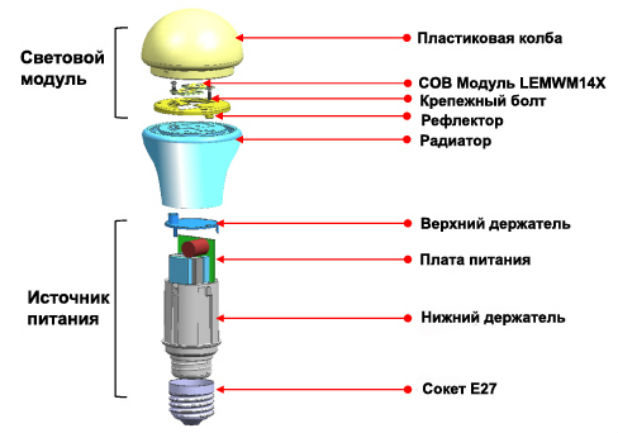 Световой
модуль
Пластиковая колба
COB Модуль LEMWM14X
Крепежный болт
Рефлектор
Радиатор
Источник
питания
Верхний держатель
Плата питания
Нижний держатель
Сокет E27